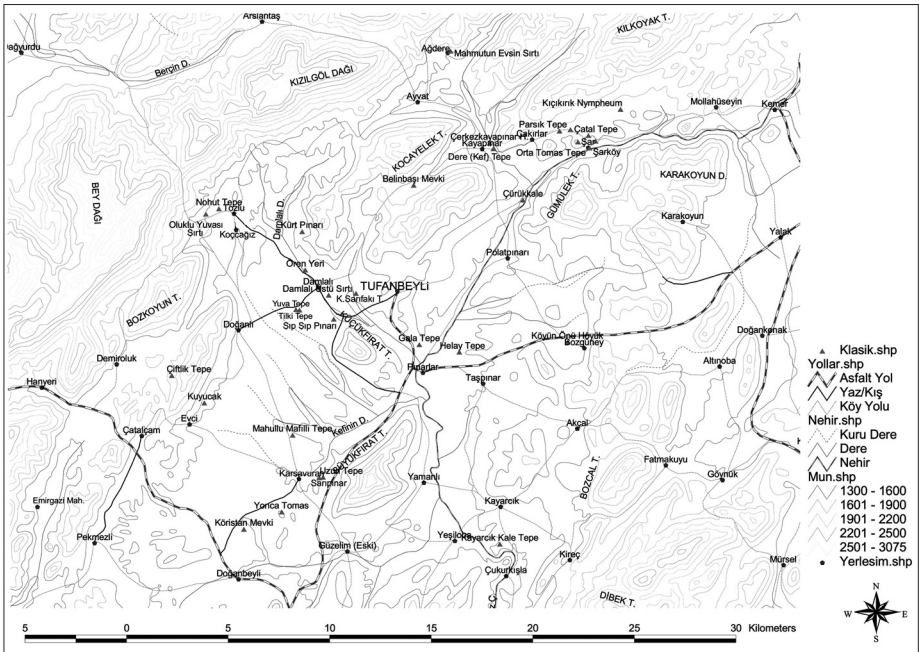 Arslantaş
Berçin D.
KIZILGÖL DAĞI
Ağdere
Mahmutun Evsin Sırtı
KILKOYAK T.
Ayvat
Kıçıkırık Nympheum
Mollahüseyin
Kemer
Parsık Tepe
Çatal Tepe
Çakırlar
Kayapınar
Orta Tomas Tepe
Şarköy
Dere (Kef) Tepe
KOCAYELEK T.
Belinbaşı Mevki
Çürükkale
GÜMÜLEK T.
KARAKOYUN D.
Karakoyun
Yalak
BEY DAĞI
Nohut Tepe
Tozlu
Oluklu Yuvası
Sırtı
Koçcağız
Damlalı D.
Kürt Pınarı
Polatpınarı
Ören Yeri
Damlalı
Damlalı Üstü Sırtı
TUFANBEYLİ
K.Sarıfakı T.
BOZKOYUN T.
Yuva Tepe
Tilki Tepe
Sıp Sıp Pınarı
Doğanlı
KÜÇÜKFIRAT T.
Gala Tepe
Helay Tepe
Köyün Önü Höyük
Bozgüney
Doğankonak
Demiroluk
Çiftlik Tepe
Pınarlar
Taşpınar
Altınoba
Hanyeri
Kuyucak
Evci
Çatalçam
Mahullu Mafilli Tepe
Kefinin D.
BÜYÜKFIRAT T.
Akçal
BOZCAL T.
Fatmakuyu
Göynük
Karsavuran
Uzun Tepe
Sarıpınar
Yamanlı
Kayarcık
Emirgazi Mah.
Yonca Tomas
Köristan Mevki
Pekmezli
Güzelim (Eski)
Yeşiloba
Kayarcık Kale Tepe
Kireç
Mürsel
Doğanbeyli
Çukurkışla
DİBEK T.
Klasik.shp
Yollar.shp
Asfalt Yol
Yaz/Kış
Köy Yolu
Nehir.shp
Kuru Dere
Dere
Nehir
Mun.shp
1300 - 1600
1601 - 1900
1901 - 2200
2201 - 2500
2501 - 3075
Yerlesim.shp
N
W E
S
5 0 5 10 15 20 25 30 Kilometers